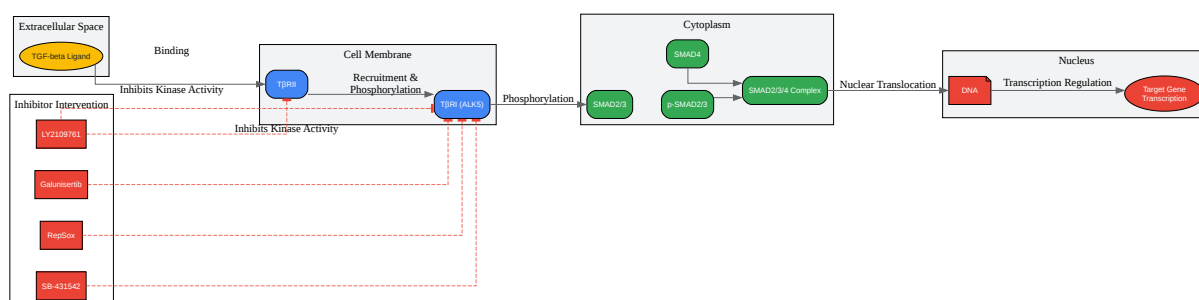 Extracellular Space
TGF-beta Ligand
Binding
Inhibits Kinase Activity
Inhibitor Intervention
LY2109761
Galunisertib
RepSox
SB-431542
Inhibits Kinase Activity
Cell Membrane
TβRII
Recruitment &
Phosphorylation
TβRI (ALK5)
Phosphorylation
Cytoplasm
SMAD4
SMAD2/3
p-SMAD2/3
SMAD2/3/4 Complex
Nuclear Translocation
Nucleus
DNA
Transcription Regulation
Target Gene
Transcription